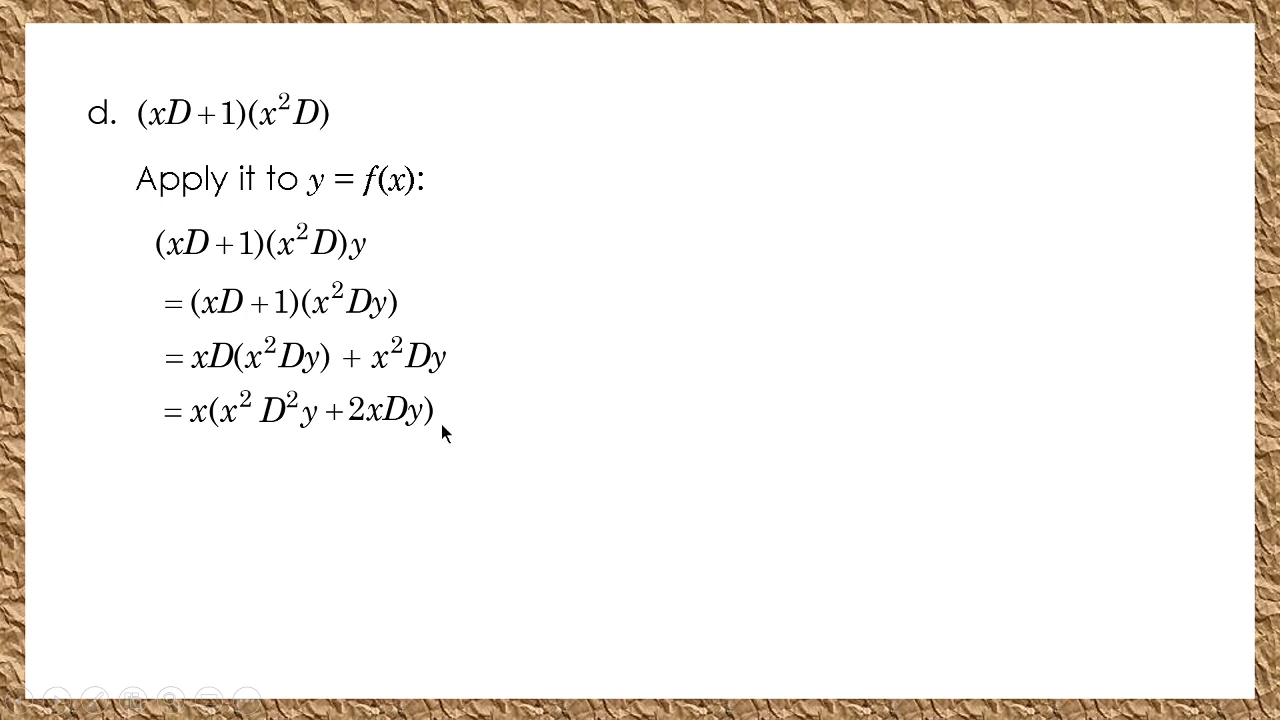 d. (xD + 1)(x²D)
Apply it to y = f(x):
(xD + 1)(x²D)y
= (xD + 1)(x²Dy)
= xD(x²Dy) + x²Dy
= x(x² D²y + 2xDy)